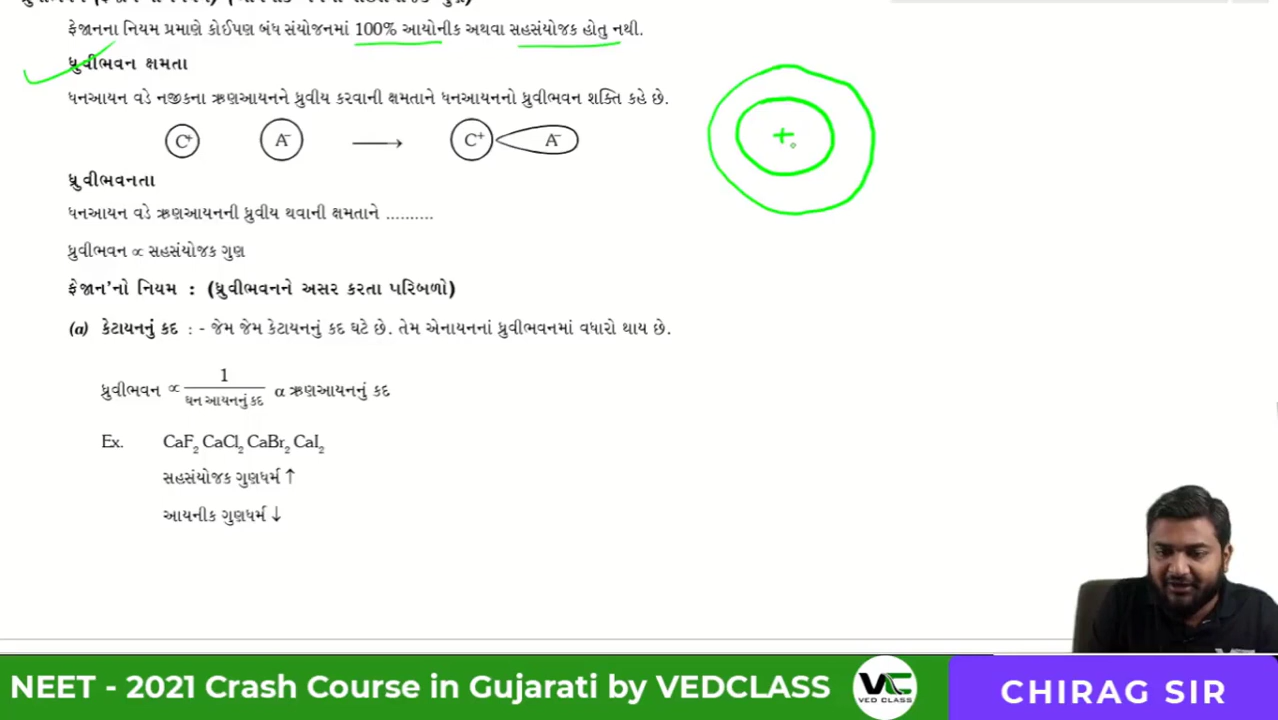 ફેજાનના નિયમ પ્રમાણે કોઈપણ બંધ સંયોજનમાં 100% આયોનીક અથવા સહસંયોજક હોતુ નથી.
ધ્રુવીભવન ક્ષમતા
ધનઆયન વડે નજીકના ઋણઆયનને ધ્રુવીય કરવાની ક્ષમતાને ધનઆયનનો ધ્રુવીભવન શક્તિ કહે છે.
C⁺ A⁻ → C⁺ A⁻ +
ધ્રુવીભવનતા
ધનઆયન વડે ઋણઆયનની ધ્રુવીય થવાની ક્ષમતાને ..........
ધ્રુવીભવન ∝ સહસંયોજક ગુણ
ફેજાન'નો નિયમ : (ધ્રુવીભવનને અસર કરતા પરિબળો)
(a) કેટાયનનું કદ : - જેમ જેમ કેટાયનનું કદ ઘટે છે. તેમ એનાયનનાં ધ્રુવીભવનમાં વધારો થાય છે.
ધ્રુવીભવન ∝ 1 / ધન આયનનું કદ α ઋણઆયનનું કદ
Ex. CaF₂ CaCl₂ CaBr₂ CaI₂
સહસંયોજક ગુણધર્મ ↑
આયનીક ગુણધર્મ ↓
NEET - 2021 Crash Course in Gujarati by VEDCLASS
VED CLASS
CHIRAG SIR